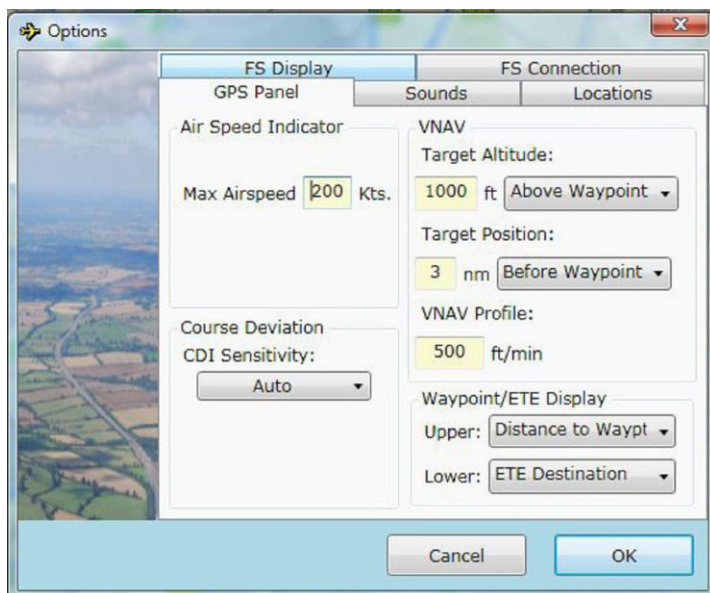 Options
FS Display
FS Connection
GPS Panel
Sounds
Locations
Air Speed Indicator
Max Airspeed 200 Kts.
VNAV
Target Altitude:
1000 ft Above Waypoint
Target Position:
3 nm Before Waypoint
VNAV Profile:
500 ft/min
Course Deviation
CDI Sensitivity:
Auto
Waypoint/ETE Display
Upper: Distance to Waypt
Lower: ETE Destination
Cancel
OK